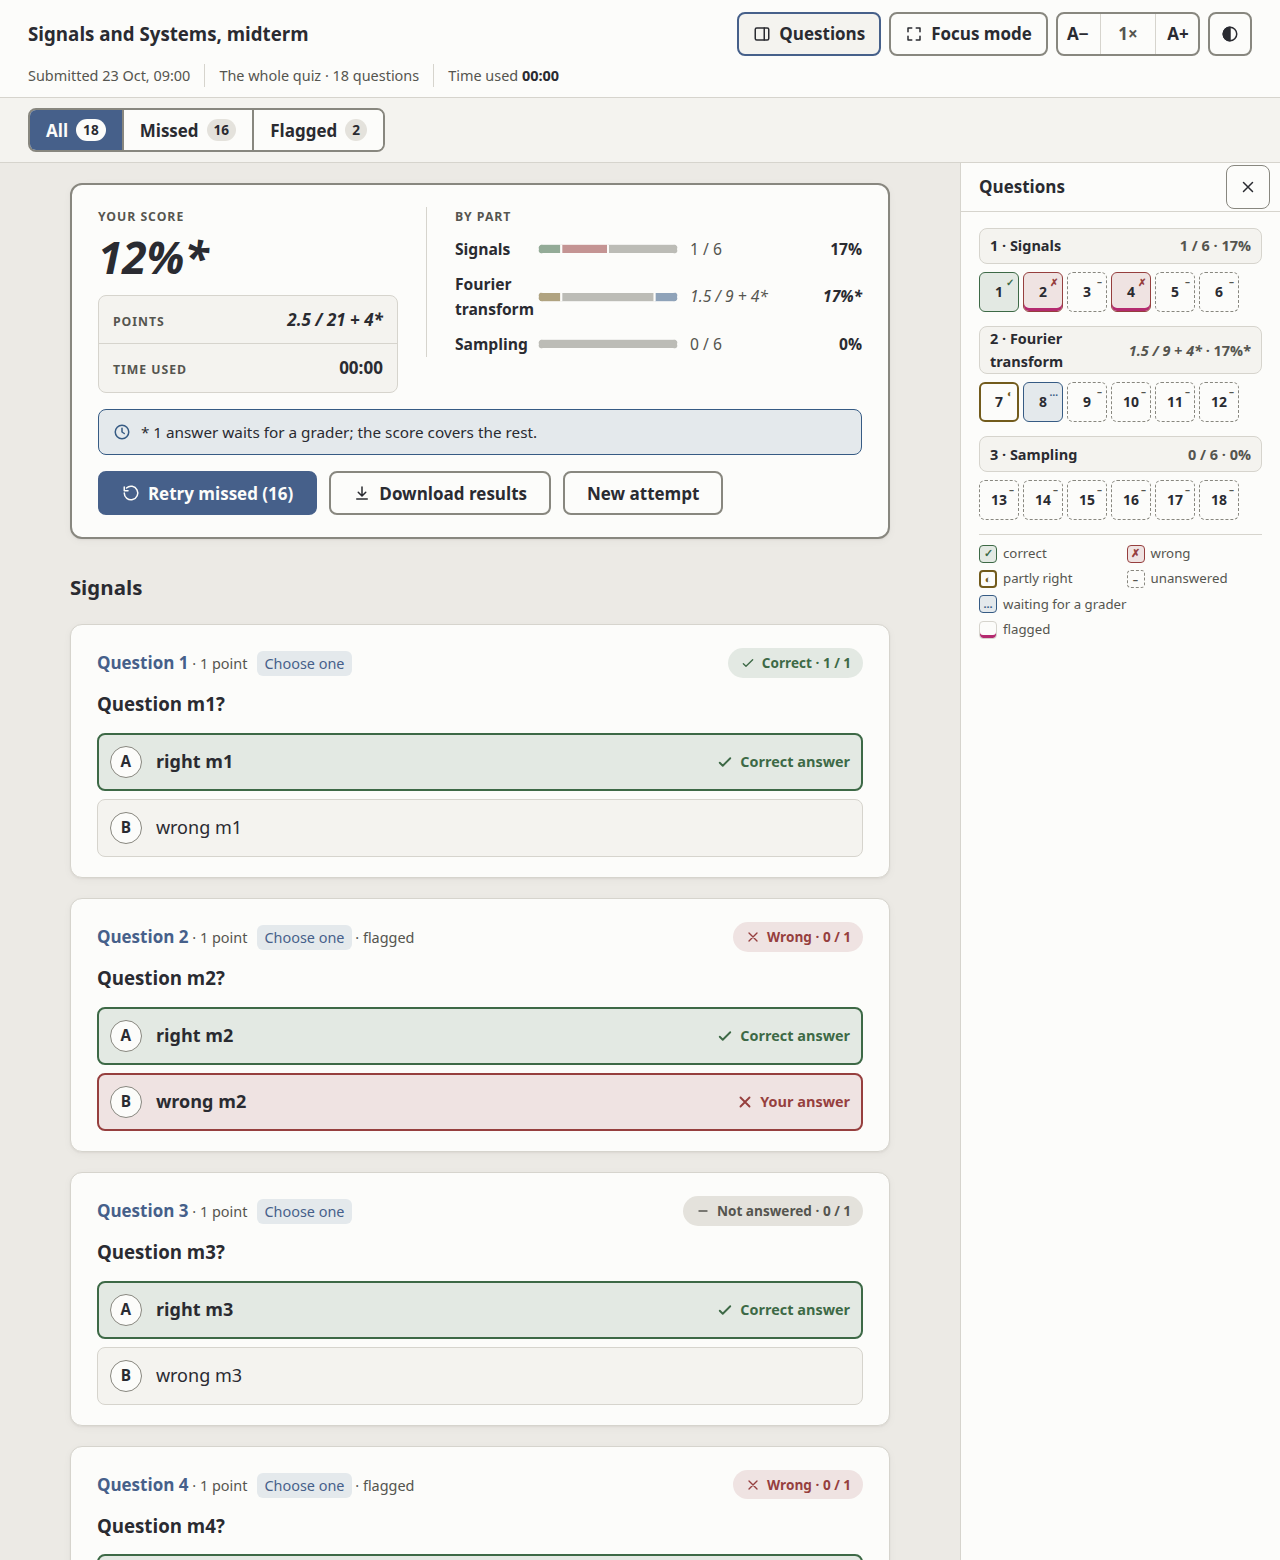 Signals and Systems, midterm
Questions
Focus mode
A−
1×
A+
Submitted 23 Oct, 09:00
The whole quiz · 18 questions
Time used 00:00
All 18
Missed 16
Flagged 2
YOUR SCORE
12%*
POINTS 2.5 / 21 + 4*
TIME USED 00:00
BY PART
Signals 1 / 6 17%
Fourier
transform 1.5 / 9 + 4* 17%*
Sampling 0 / 6 0%
* 1 answer waits for a grader; the score covers the rest.
Retry missed (16)
Download results
New attempt
Signals
Question 1 · 1 point Choose one
✓ Correct · 1 / 1
Question m1?
A right m1 ✓ Correct answer
B wrong m1
Question 2 · 1 point Choose one · flagged
✕ Wrong · 0 / 1
Question m2?
A right m2 ✓ Correct answer
B wrong m2 ✕ Your answer
Question 3 · 1 point Choose one
– Not answered · 0 / 1
Question m3?
A right m3 ✓ Correct answer
B wrong m3
Question 4 · 1 point Choose one · flagged
✕ Wrong · 0 / 1
Question m4?
Questions
1 · Signals 1 / 6 · 17%
1 ✓ 2 ✗ 3 – 4 ✗ 5 – 6 –
2 · Fourier
transform 1.5 / 9 + 4* · 17%*
7 8 … 9 – 10 – 11 – 12 –
3 · Sampling 0 / 6 · 0%
13 – 14 – 15 – 16 – 17 – 18 –
✓ correct
✗ wrong
partly right
– unanswered
… waiting for a grader
flagged